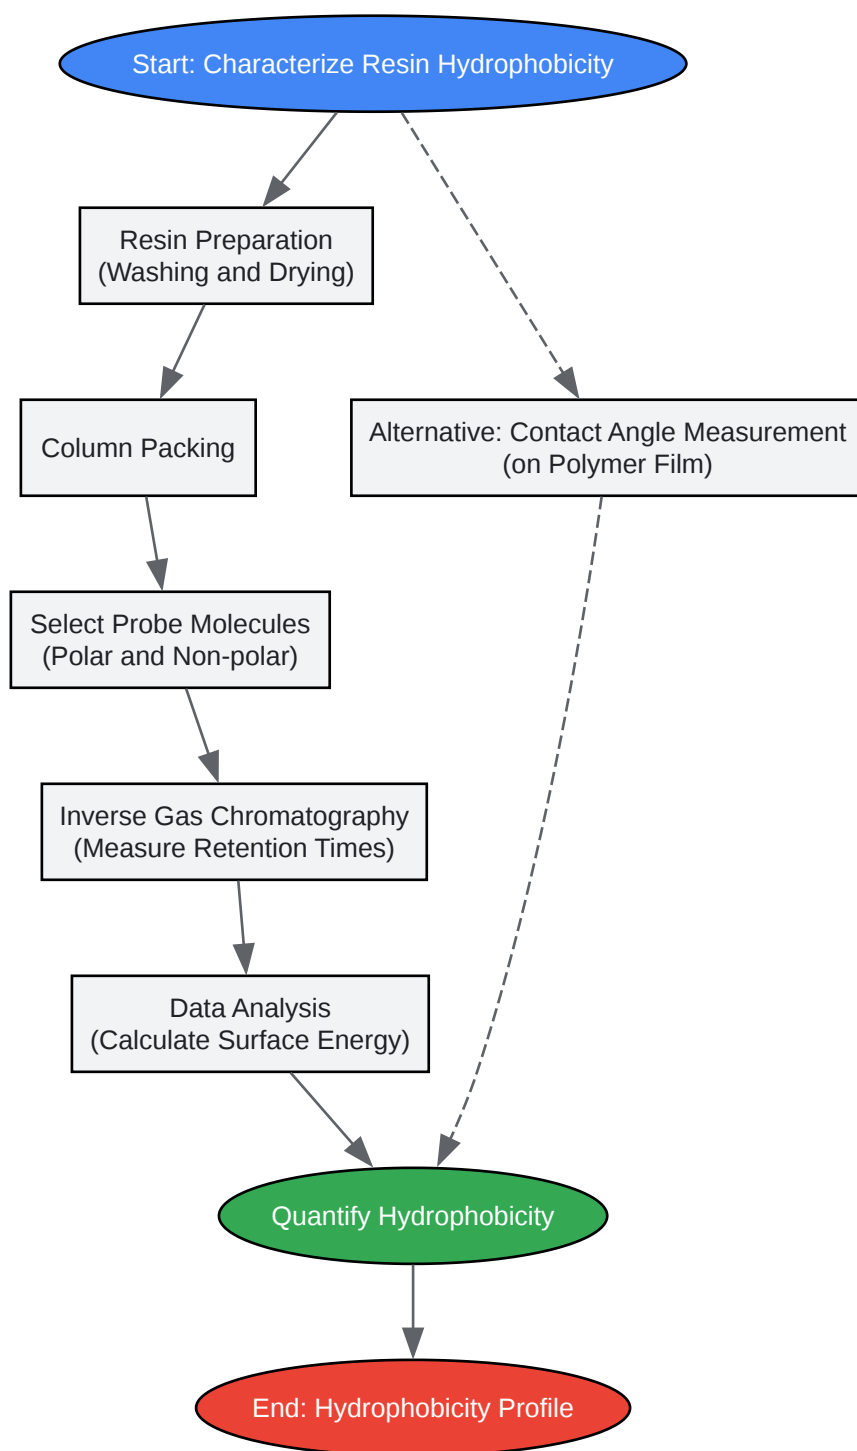 Start: Characterize Resin Hydrophobicity
Resin Preparation
(Washing and Drying)
Column Packing
Alternative: Contact Angle Measurement
(on Polymer Film)
Select Probe Molecules
(Polar and Non-polar)
Inverse Gas Chromatography
(Measure Retention Times)
Data Analysis
(Calculate Surface Energy)
Quantify Hydrophobicity
End: Hydrophobicity Profile